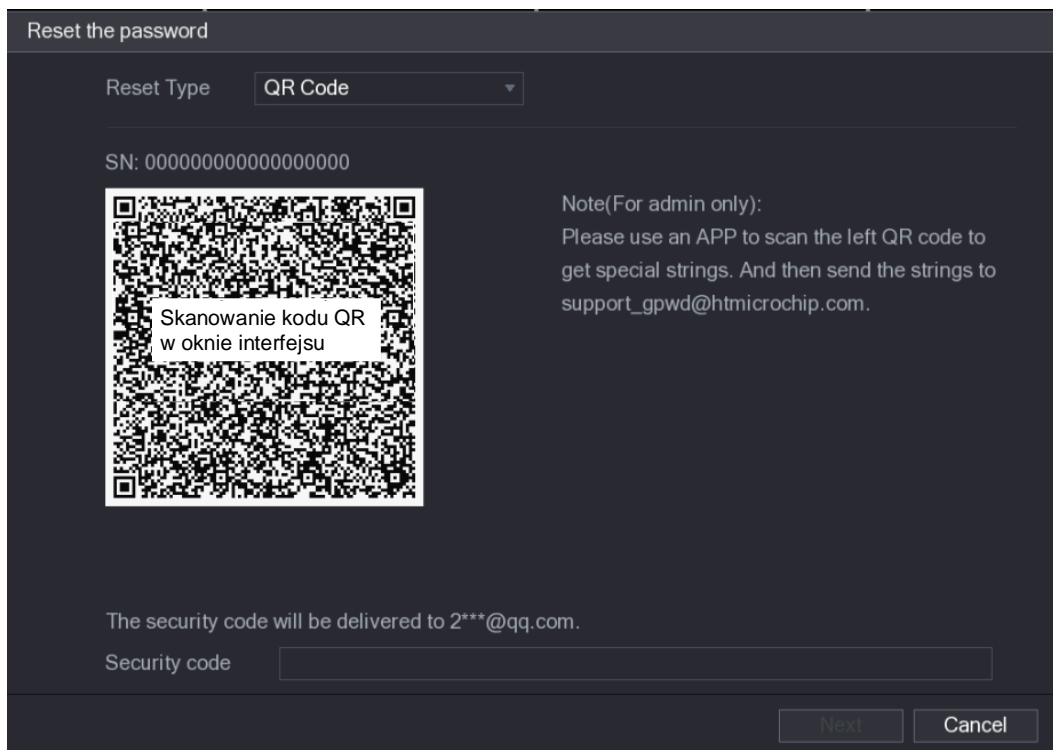 Reset the password
Reset Type
QR Code
SN: 000000000000000000
Note(For admin only):
Please use an APP to scan the left QR code to
get special strings. And then send the strings to
support_gpwd@htmicrochip.com.
Skanowanie kodu QR
w oknie interfejsu
The security code will be delivered to 2***@qq.com.
Security code
Next
Cancel